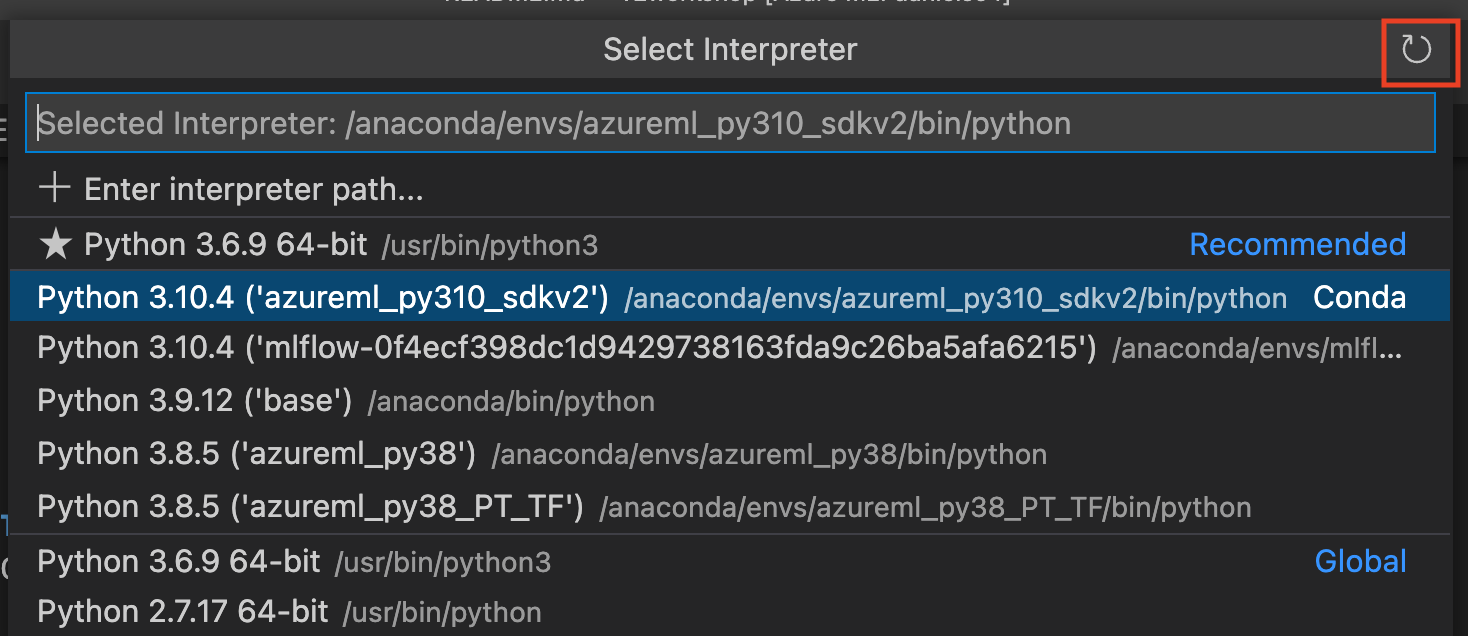 Select Interpreter
Selected Interpreter: /anaconda/envs/azureml_py310_sdkv2/bin/python
Enter interpreter path...
Python 3.6.9 64-bit /usr/bin/python3 Recommended
Python 3.10.4 ('azureml_py310_sdkv2') /anaconda/envs/azureml_py310_sdkv2/bin/python Conda
Python 3.10.4 ('mlflow-0f4ecf398dc1d9429738163fda9c26ba5afa6215') /anaconda/envs/mlfl...
Python 3.9.12 ('base') /anaconda/bin/python
Python 3.8.5 ('azureml_py38') /anaconda/envs/azureml_py38/bin/python
Python 3.8.5 ('azureml_py38_PT_TF') /anaconda/envs/azureml_py38_PT_TF/bin/python
Python 3.6.9 64-bit /usr/bin/python3 Global
Python 2.7.17 64-bit /usr/bin/python